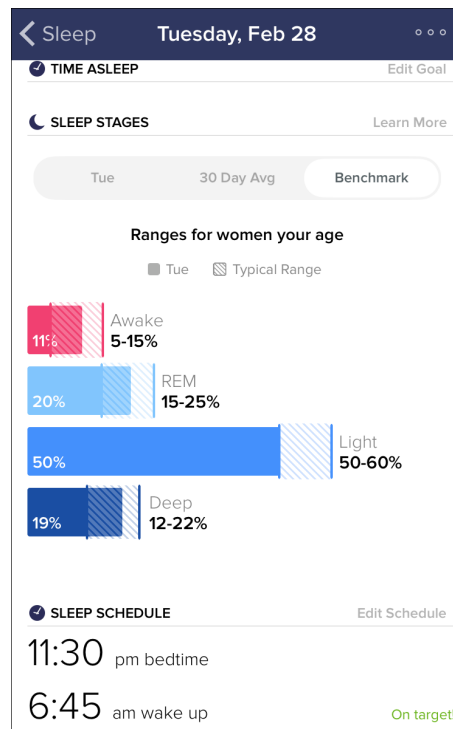 Sleep Tuesday, Feb 28
TIME ASLEEP Edit Goal
SLEEP STAGES Learn More
Tue 30 Day Avg Benchmark
Ranges for women your age
Tue Typical Range
Awake
11% 5-15%
REM
20% 15-25%
Light
50% 50-60%
Deep
19% 12-22%
SLEEP SCHEDULE Edit Schedule
11:30 pm bedtime
6:45 am wake up On target!